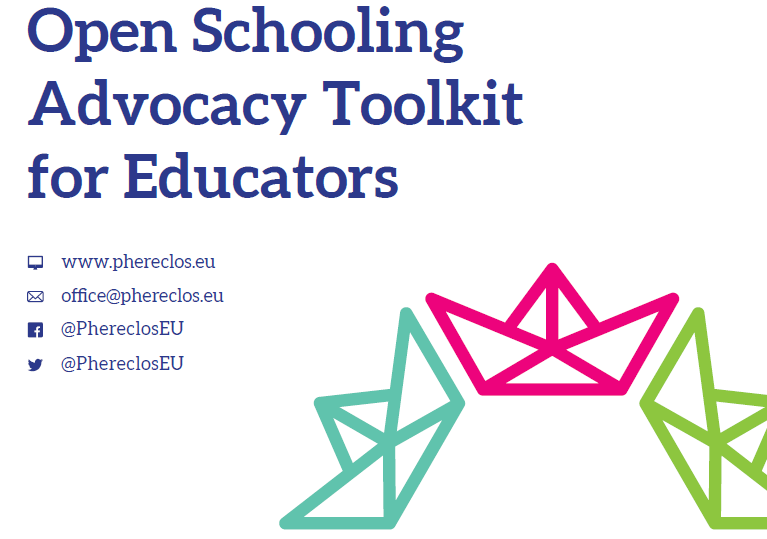 Open Schooling
Advocacy Toolkit
for Educators
www.phereclos.eu
office@phereclos.eu
@PhereclosEU
@PhereclosEU